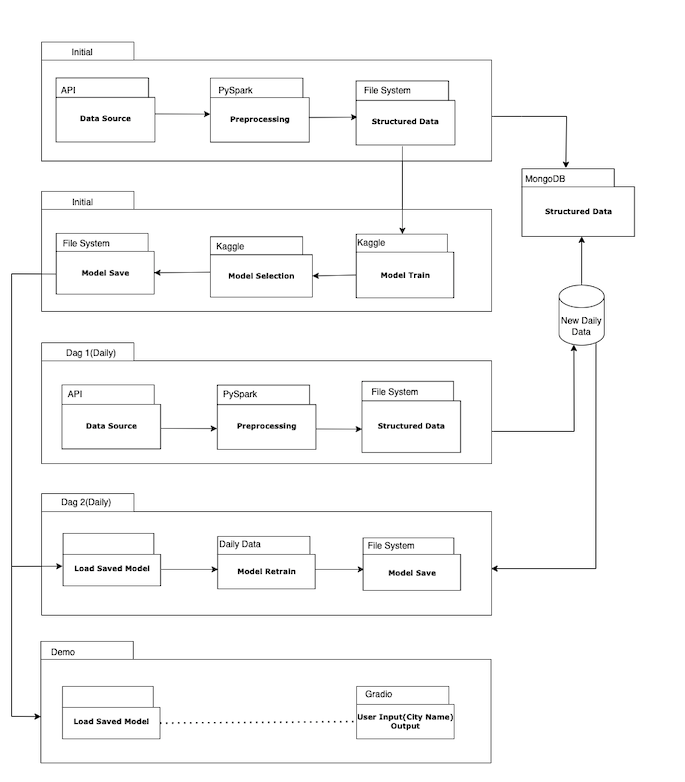 Initial
API
Data Source
PySpark
Preprocessing
File System
Structured Data
MongoDB
Structured Data
Initial
File System
Model Save
Kaggle
Model Selection
Kaggle
Model Train
New Daily
Data
Dag 1(Daily)
API
Data Source
PySpark
Preprocessing
File System
Structured Data
Dag 2(Daily)
Load Saved Model
Daily Data
Model Retrain
File System
Model Save
Demo
Load Saved Model
Gradio
User Input(City Name)
Output